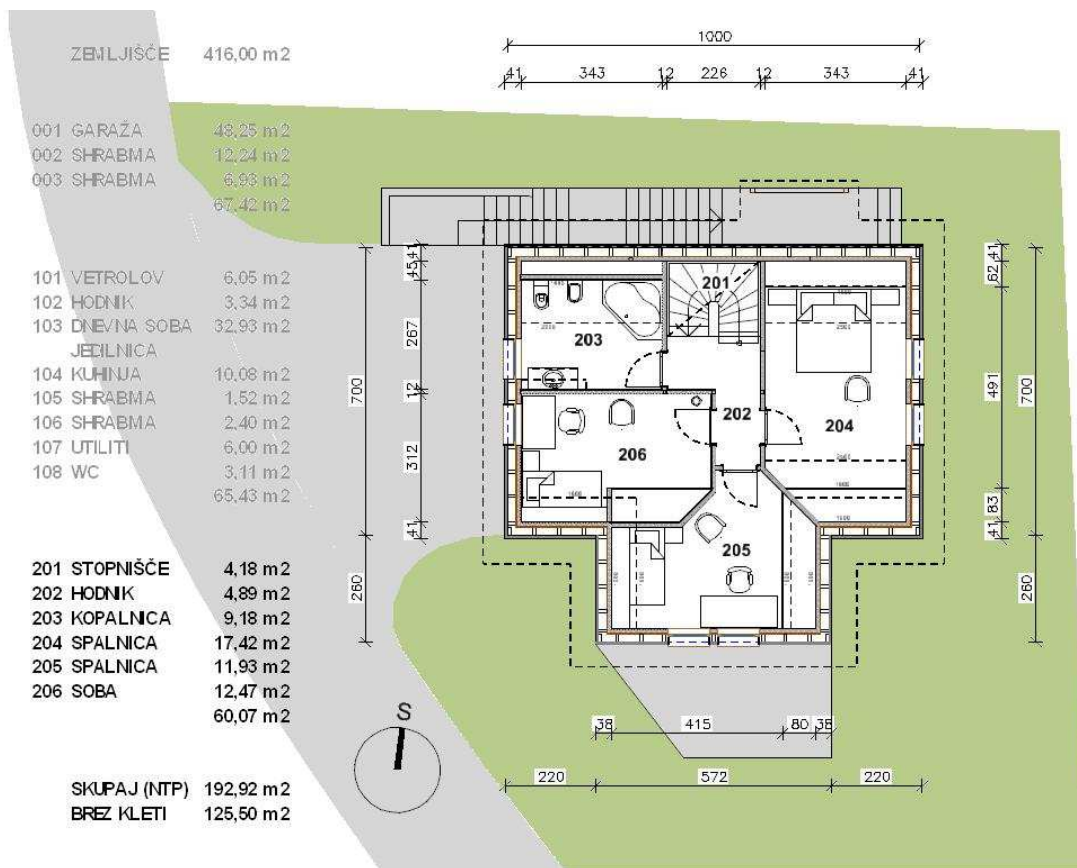 ZEMLJIŠČE 416,00 m2
001 GARAŽA 48,25 m2
002 SHRABMA 12,24 m2
003 SHRABMA 6,93 m2
67,42 m2
101 VETROLOV 6,05 m2
102 HODNIK 3,34 m2
103 DNEVNA SOBA 32,93 m2
JEDILNICA
104 KUHINJA 10,08 m2
105 SHRABMA 1,52 m2
106 SHRABMA 2,40 m2
107 UTILITI 6,00 m2
108 WC 3,11 m2
65,43 m2
201 STOPNIŠČE 4,18 m2
202 HODNIK 4,89 m2
203 KOPALNICA 9,18 m2
204 SPALNICA 17,42 m2
205 SPALNICA 11,93 m2
206 SOBA 12,47 m2
60,07 m2
SKUPAJ (NTP) 192,92 m2
BREZ KLETI 125,50 m2
1000
41 343 12 226 12 343 41
700
260
41
45
267
12
312
41
201
203
202
204
206
205
41
62
491
83
41
700
260
38 415 80 38
220 572 220
S